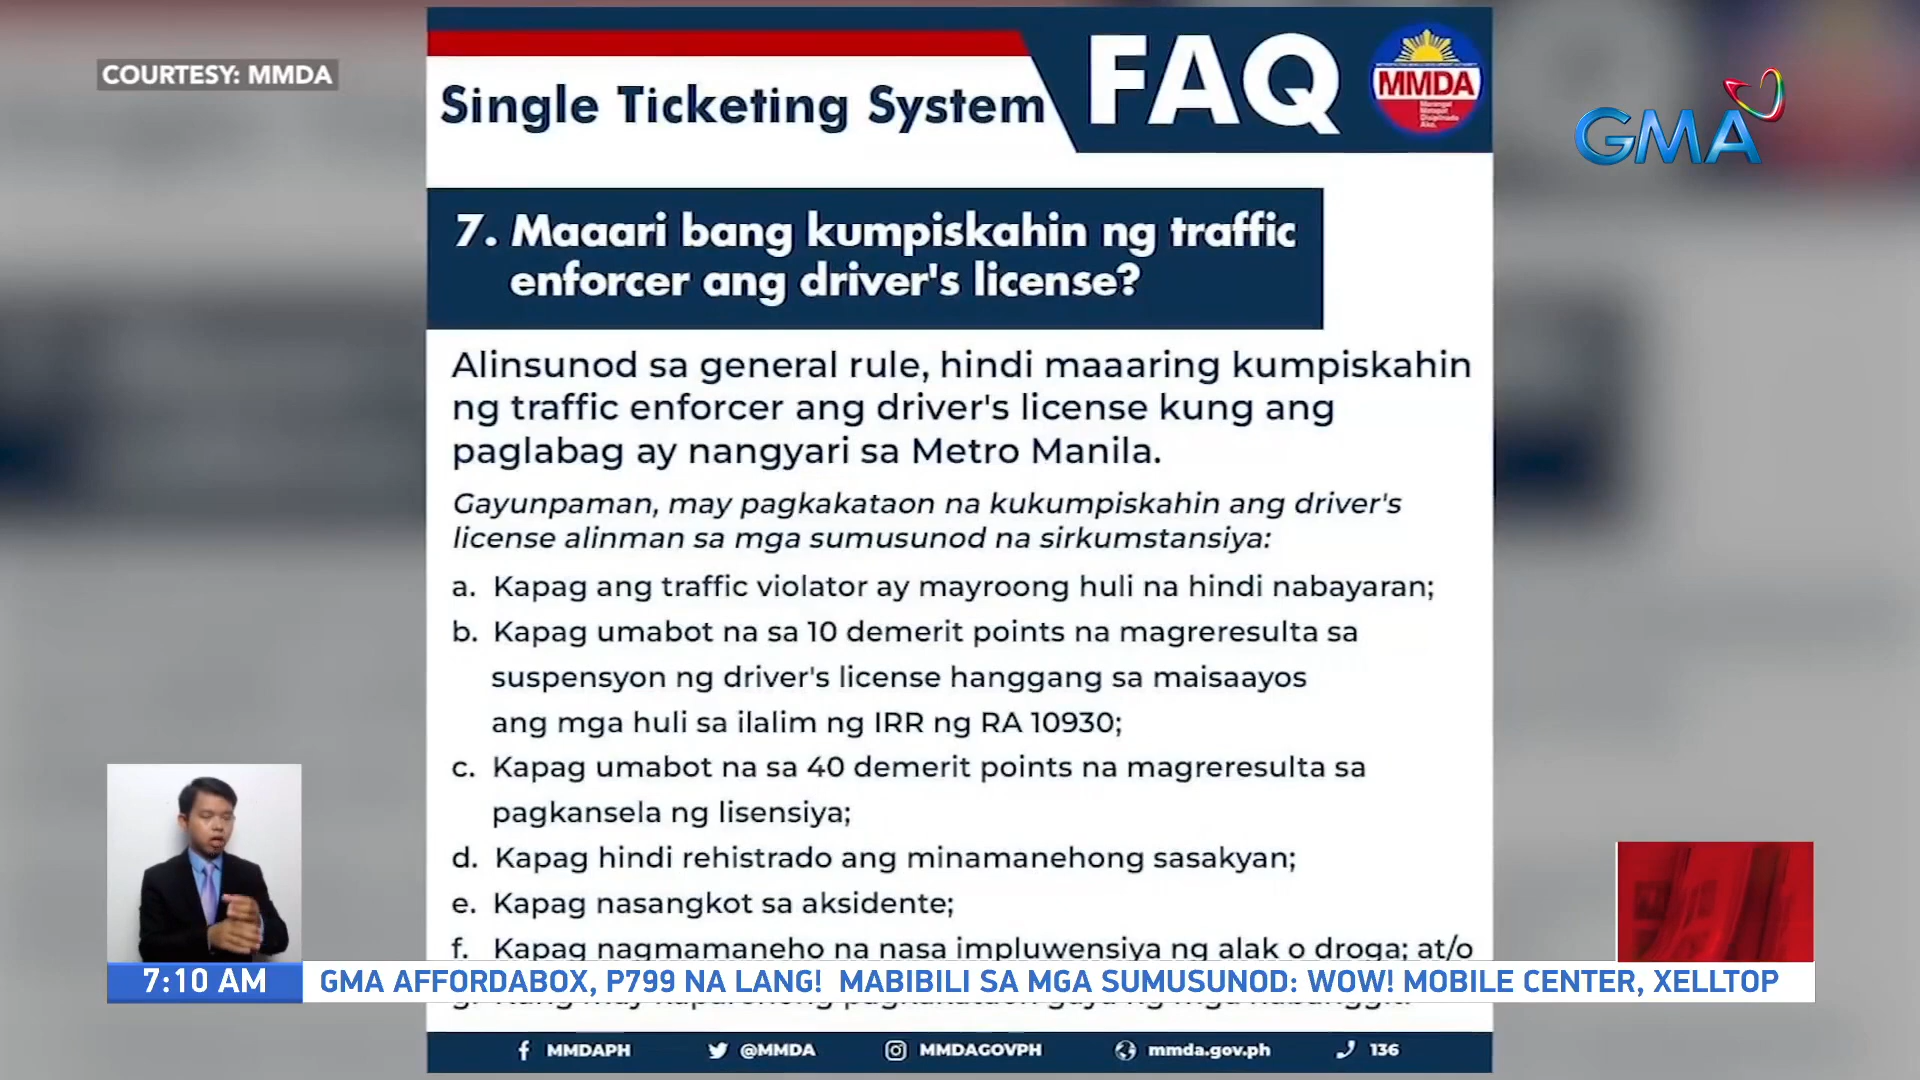 COURTESY: MMDA
Single Ticketing System
FAQ
MMDA
GMA
7. Maaari bang kumpiskahin ng traffic
enforcer ang driver's license?
Alinsunod sa general rule, hindi maaaring kumpiskahin
ng traffic enforcer ang driver's license kung ang
paglabag ay nangyari sa Metro Manila.
Gayunpaman, may pagkakataon na kukumpiskahin ang driver's
license alinman sa mga sumusunod na sirkumstansiya:
a. Kapag ang traffic violator ay mayroong huli na hindi nabayaran;
b. Kapag umabot na sa 10 demerit points na magreresulta sa
suspensyon ng driver's license hanggang sa maisaayos
ang mga huli sa ilalim ng IRR ng RA 10930;
c. Kapag umabot na sa 40 demerit points na magreresulta sa
pagkansela ng lisensiya;
d. Kapag hindi rehistrado ang minamanehong sasakyan;
e. Kapag nasangkot sa aksidente;
f. Kapag nagmamaneho na nasa impluwensiya ng alak o droga; at/o
7:10 AM
GMA AFFORDABOX, P799 NA LANG! MABIBILI SA MGA SUMUSUNOD: WOW! MOBILE CENTER, XELLTOP
MMDAPH
@MMDA
MMDAGOVPH
mmda.gov.ph
136